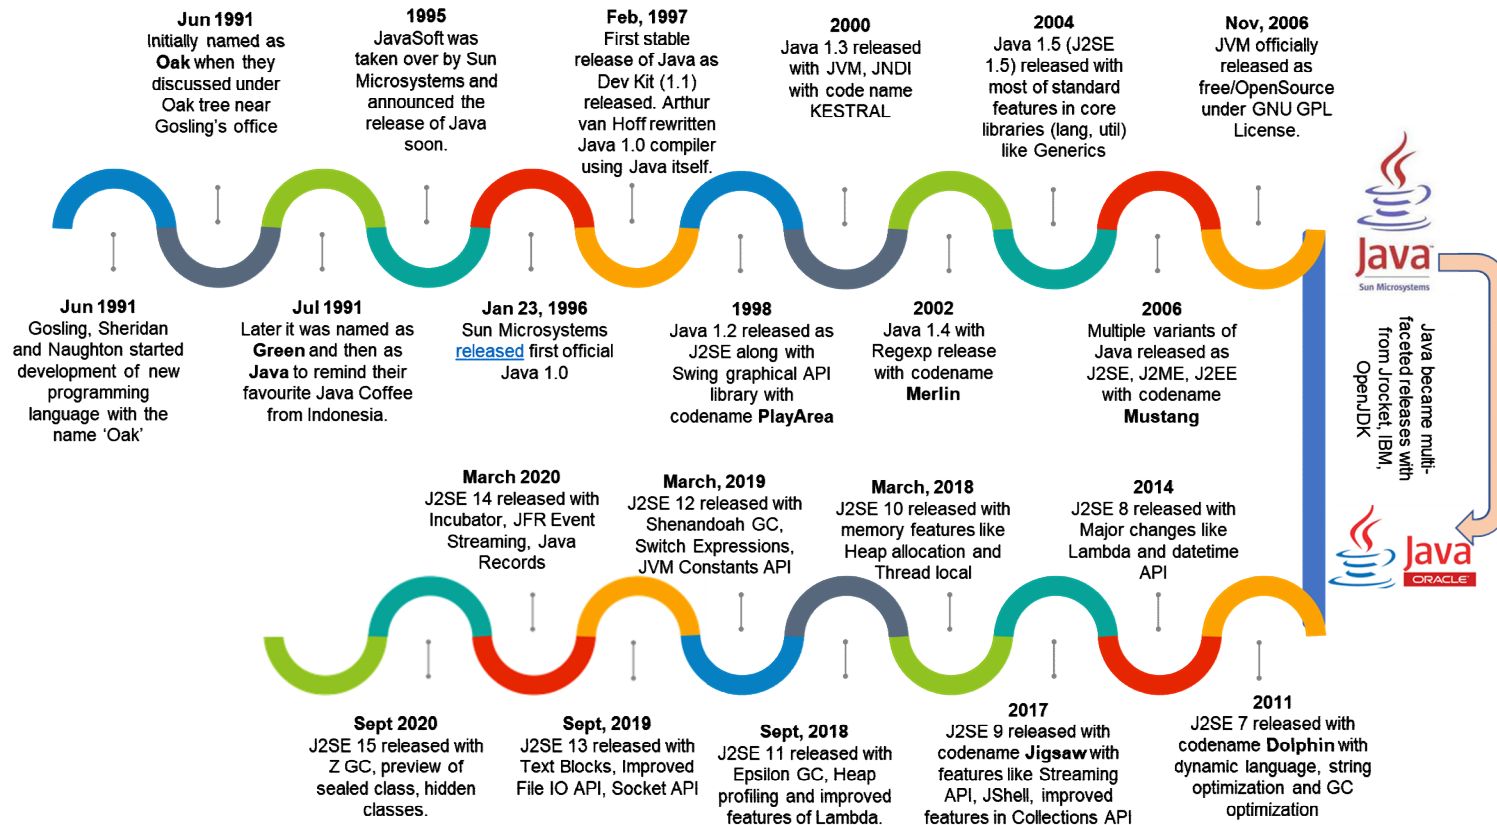 Jun 1991
Initially named as
Oak when they
discussed under
Oak tree near
Gosling's office
1995
JavaSoft was
taken over by Sun
Microsystems and
announced the
release of Java
soon.
Feb, 1997
First stable
release of Java as
Dev Kit (1.1)
released. Arthur
van Hoff rewritten
Java 1.0 compiler
using Java itself.
2000
Java 1.3 released
with JVM, JNDI
with code name
KESTRAL
2004
Java 1.5 (J2SE
1.5) released with
most of standard
features in core
libraries (lang, util)
like Generics
Nov, 2006
JVM officially
released as
free/OpenSource
under GNU GPL
License.
Jun 1991
Gosling, Sheridan
and Naughton started
development of new
programming
language with the
name ‘Oak’
Jul 1991
Later it was named as
Green and then as
Java to remind their
favourite Java Coffee
from Indonesia.
Jan 23, 1996
Sun Microsystems
released first official
Java 1.0
1998
Java 1.2 released as
J2SE along with
Swing graphical API
library with
codename PlayArea
2002
Java 1.4 with
Regexp release
with codename
Merlin
2006
Multiple variants of
Java released as
J2SE, J2ME, J2EE
with codename
Mustang
Java™
Sun Microsystems
Java became multi-
faceted releases with
from Jrocket, IBM,
OpenJDK
Java
ORACLE
March 2020
J2SE 14 released with
Incubator, JFR Event
Streaming, Java
Records
March, 2019
J2SE 12 released with
Shenandoah GC,
Switch Expressions,
JVM Constants API
March, 2018
J2SE 10 released with
memory features like
Heap allocation and
Thread local
2014
J2SE 8 released with
Major changes like
Lambda and datetime
API
Sept 2020
J2SE 15 released with
Z GC, preview of
sealed class, hidden
classes.
Sept, 2019
J2SE 13 released with
Text Blocks, Improved
File IO API, Socket API
Sept, 2018
J2SE 11 released with
Epsilon GC, Heap
profiling and improved
features of Lambda.
2017
J2SE 9 released with
codename Jigsaw with
features like Streaming
API, JShell, improved
features in Collections API
2011
J2SE 7 released with
codename Dolphin with
dynamic language, string
optimization and GC
optimization